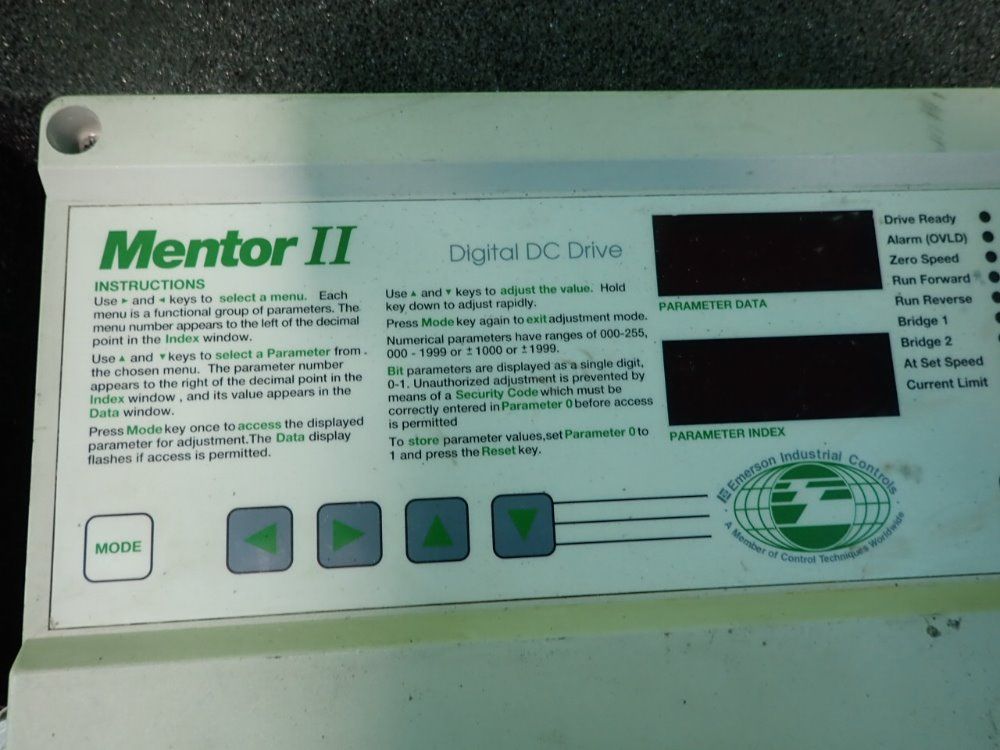 Mentor II
Digital DC Drive
INSTRUCTIONS
Use ► and ◄ keys to select a menu. Each
menu is a functional group of parameters. The
menu number appears to the left of the decimal
point in the Index window.
Use ▲ and ▼ keys to select a Parameter from
the chosen menu. The parameter number
appears to the right of the decimal point in the
Index window , and its value appears in the
Data window.
Press Mode key once to access the displayed
parameter for adjustment.The Data display
flashes if access is permitted.
Use ▲ and ▼ keys to adjust the value. Hold
key down to adjust rapidly.
Press Mode key again to exit adjustment mode.
Numerical parameters have ranges of 000-255,
000 - 1999 or ±1000 or ±1999.
Bit parameters are displayed as a single digit,
0-1. Unauthorized adjustment is prevented by
means of a Security Code which must be
correctly entered in Parameter 0 before access
is permitted
To store parameter values,set Parameter 0 to
1 and press the Reset key.
PARAMETER DATA
PARAMETER INDEX
Drive Ready
Alarm (OVLD)
Zero Speed
Run Forward
Run Reverse
Bridge 1
Bridge 2
At Set Speed
Current Limit
MODE
Emerson Industrial Controls
A Member of Control Techniques Worldwide